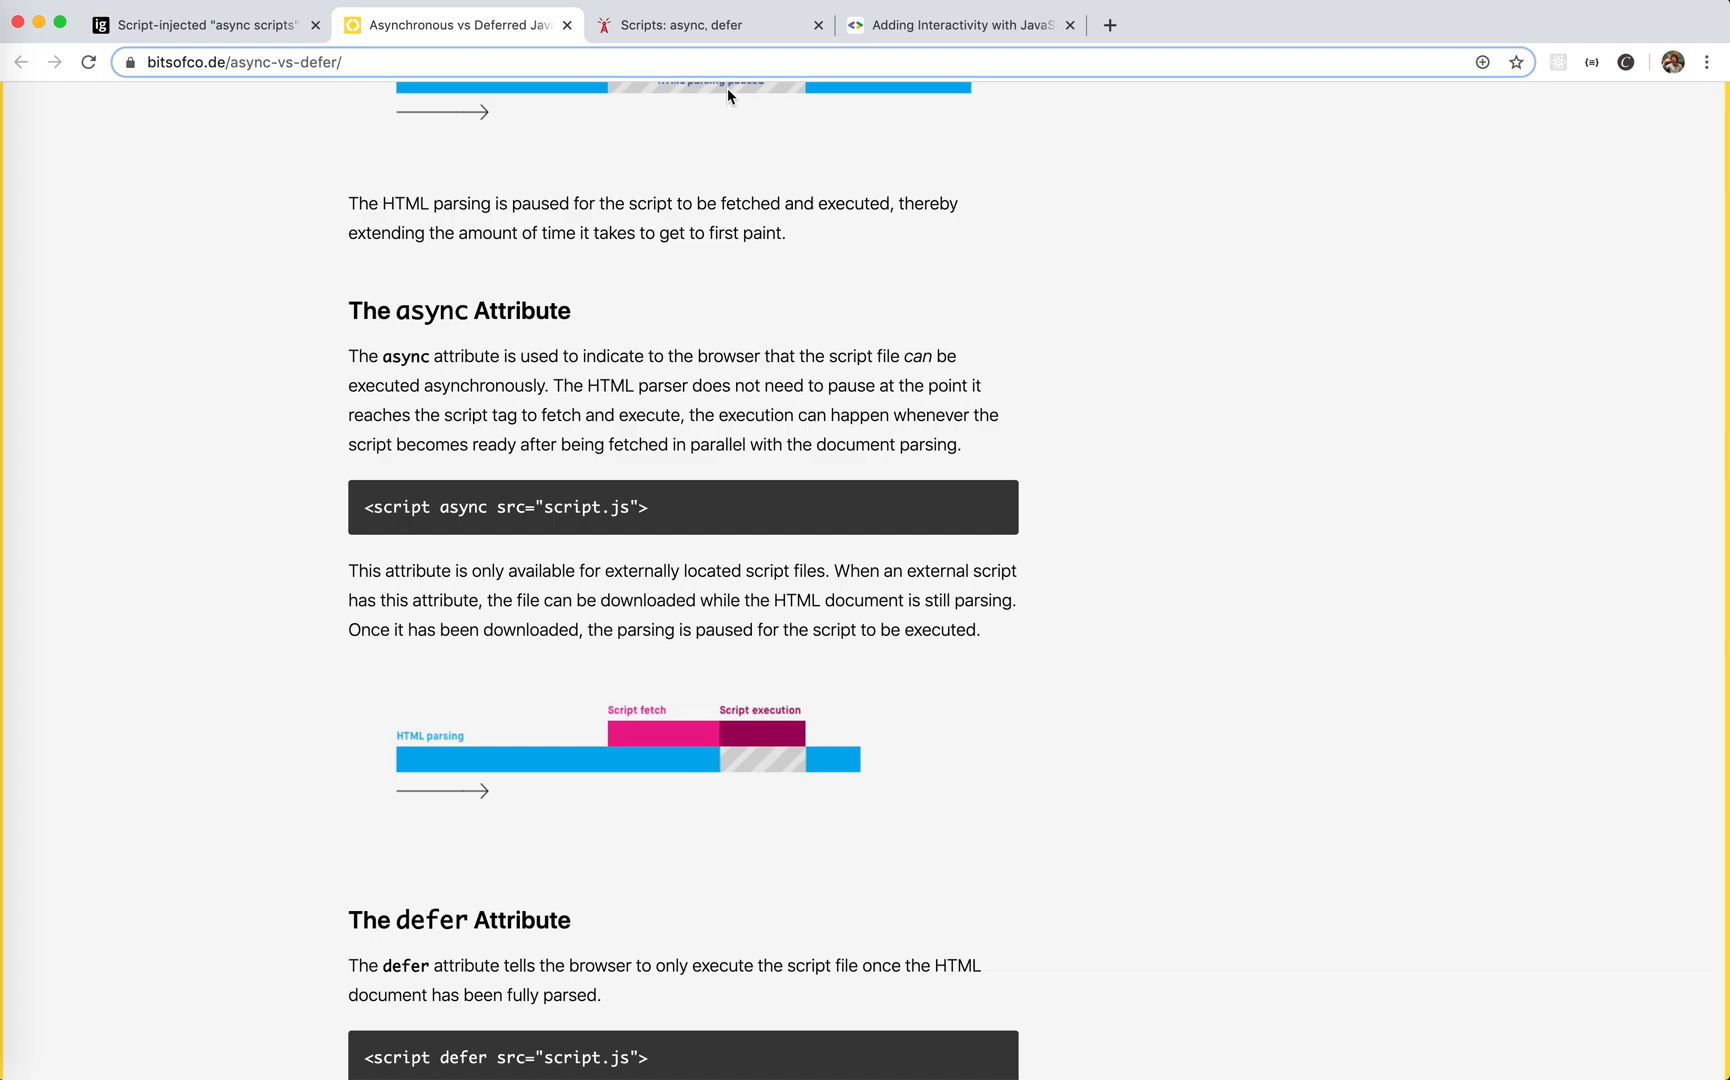 Script-injected "async scripts"
Asynchronous vs Deferred Jav
Scripts: async, defer
Adding Interactivity with JavaS
bitsofco.de/async-vs-defer/
HTML parsing paused
The HTML parsing is paused for the script to be fetched and executed, thereby
extending the amount of time it takes to get to first paint.
The async Attribute
The async attribute is used to indicate to the browser that the script file can be
executed asynchronously. The HTML parser does not need to pause at the point it
reaches the script tag to fetch and execute, the execution can happen whenever the
script becomes ready after being fetched in parallel with the document parsing.
<script async src="script.js">
This attribute is only available for externally located script files. When an external script
has this attribute, the file can be downloaded while the HTML document is still parsing.
Once it has been downloaded, the parsing is paused for the script to be executed.
Script fetch
Script execution
HTML parsing
The defer Attribute
The defer attribute tells the browser to only execute the script file once the HTML
document has been fully parsed.
<script defer src="script.js">